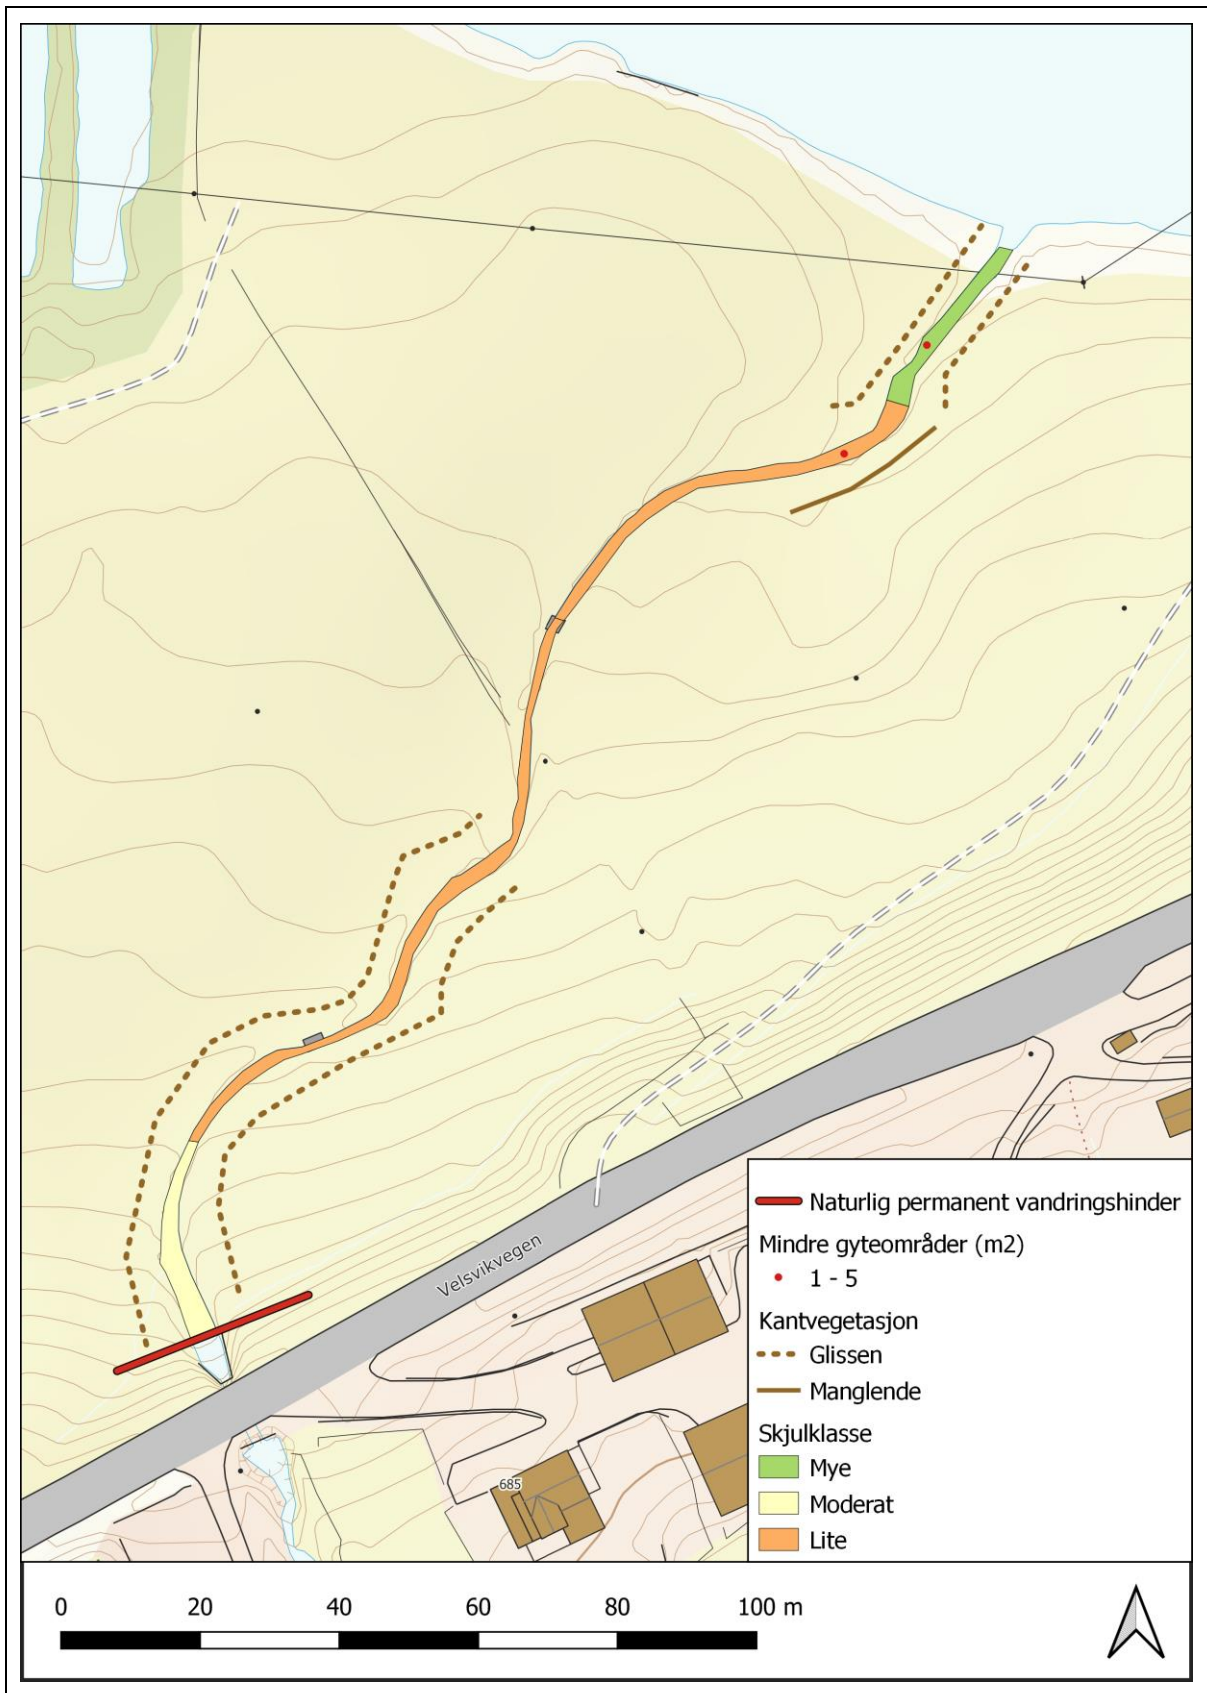 Velsvikvegen
685
Naturlig permanent vandringshinder
Mindre gyteområder (m2)
1 - 5
Kantvegetasjon
Glissen
Manglende
Skjulklasse
Mye
Moderat
Lite
0 20 40 60 80 100 m